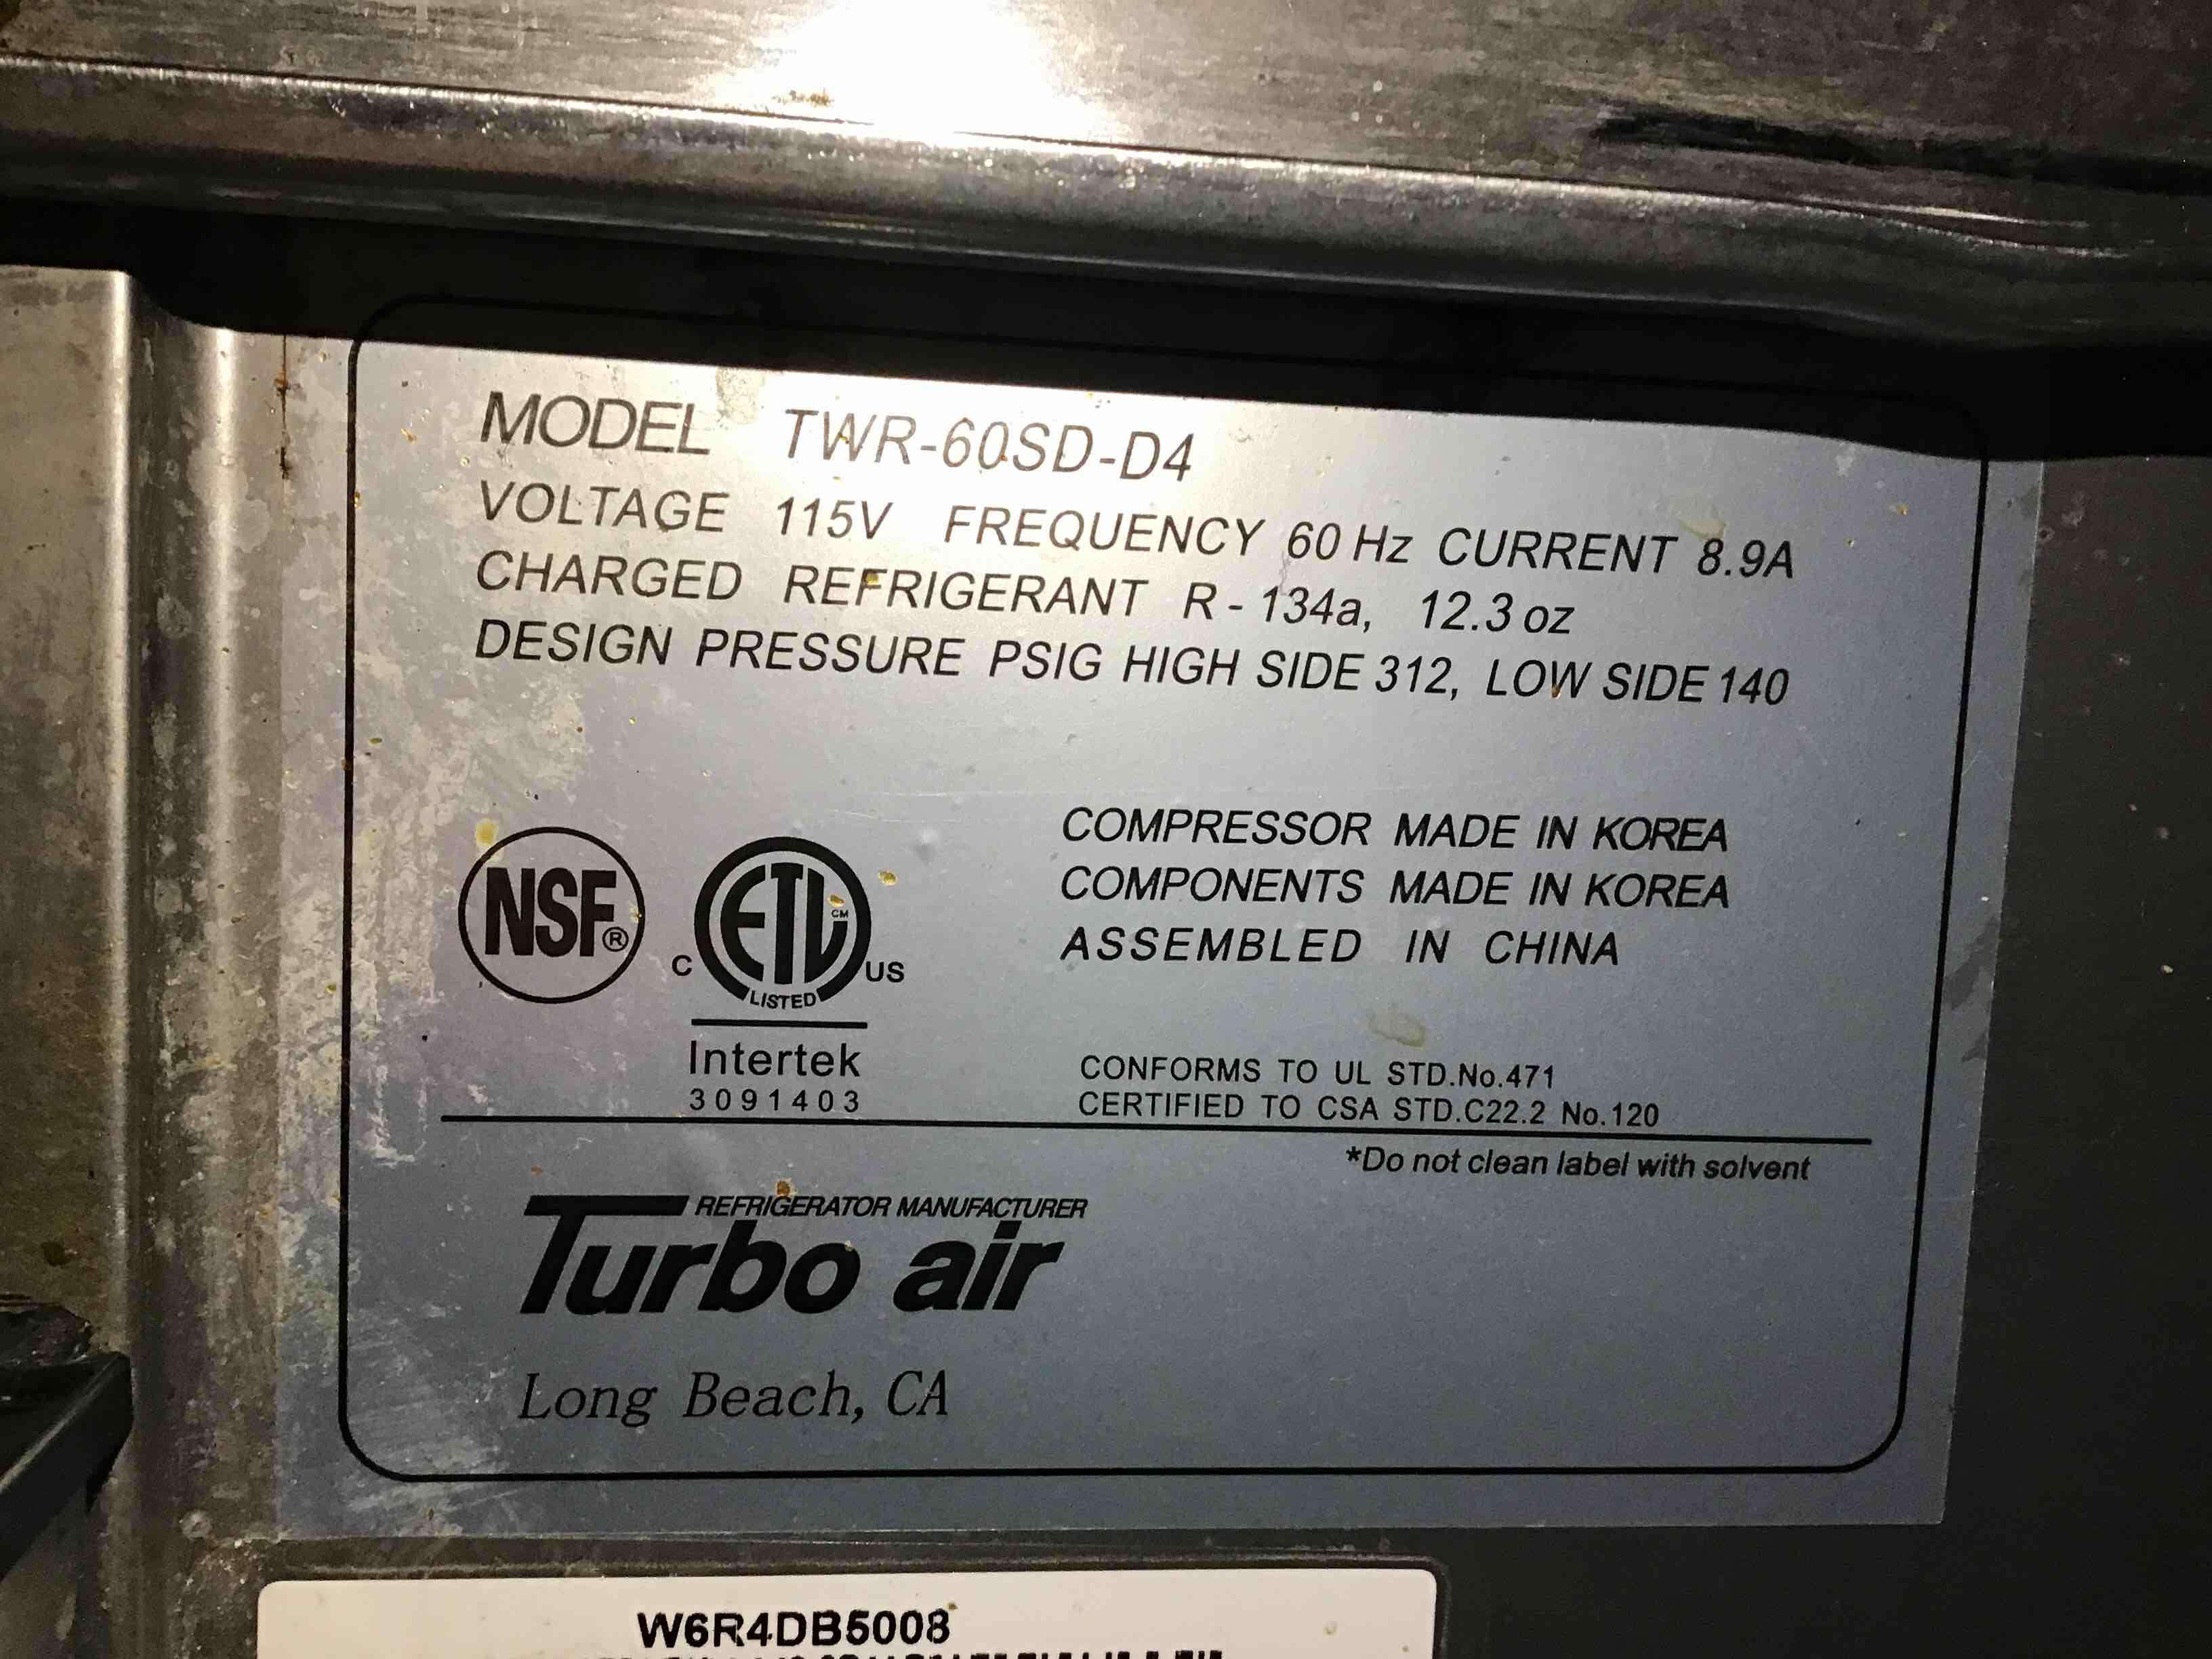 MODEL TWR-60SD-D4
VOLTAGE 115V FREQUENCY 60 Hz CURRENT 8.9A
CHARGED REFRIGERANT R - 134a, 12.3 oz
DESIGN PRESSURE PSIG HIGH SIDE 312, LOW SIDE 140
COMPRESSOR MADE IN KOREA
COMPONENTS MADE IN KOREA
ASSEMBLED IN CHINA
NSF®
C ETL CM US
LISTED
Intertek
3091403
CONFORMS TO UL STD.No.471
CERTIFIED TO CSA STD.C22.2 No.120
*Do not clean label with solvent
REFRIGERATOR MANUFACTURER
Turbo air
Long Beach, CA
W6R4DB5008